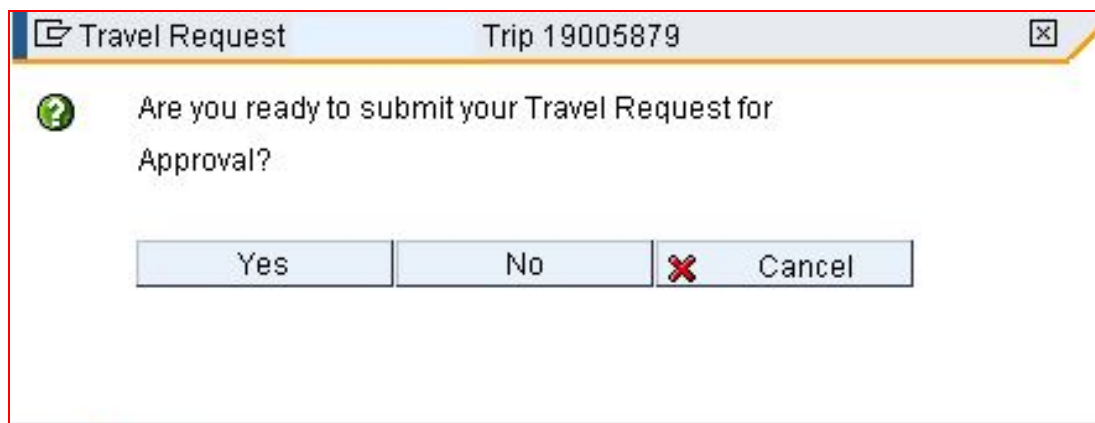 Travel Request Trip 19005879
Are you ready to submit your Travel Request for
Approval?
Yes No Cancel